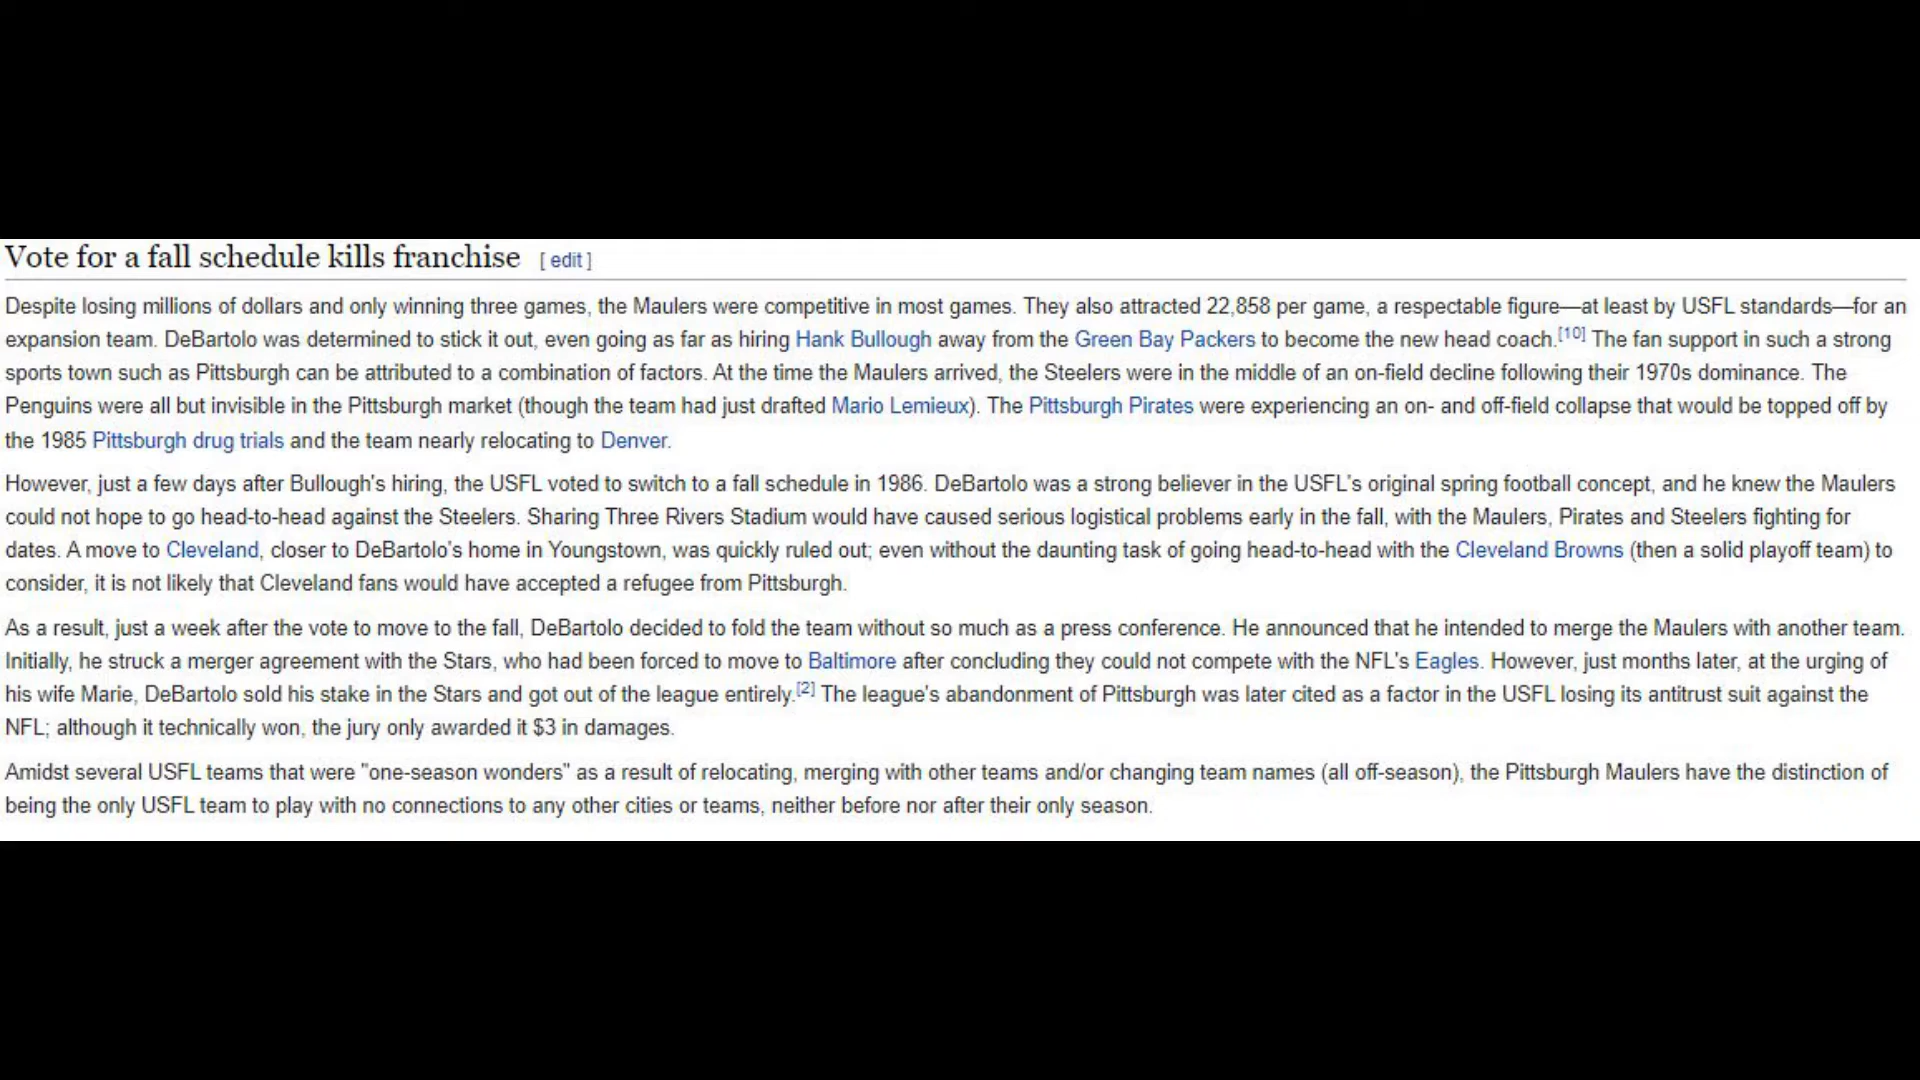 Vote for a fall schedule kills franchise [ edit ]
Despite losing millions of dollars and only winning three games, the Maulers were competitive in most games. They also attracted 22,858 per game, a respectable figure—at least by USFL standards—for an
expansion team. DeBartolo was determined to stick it out, even going as far as hiring Hank Bullough away from the Green Bay Packers to become the new head coach.[10] The fan support in such a strong
sports town such as Pittsburgh can be attributed to a combination of factors. At the time the Maulers arrived, the Steelers were in the middle of an on-field decline following their 1970s dominance. The
Penguins were all but invisible in the Pittsburgh market (though the team had just drafted Mario Lemieux). The Pittsburgh Pirates were experiencing an on- and off-field collapse that would be topped off by
the 1985 Pittsburgh drug trials and the team nearly relocating to Denver.
However, just a few days after Bullough's hiring, the USFL voted to switch to a fall schedule in 1986. DeBartolo was a strong believer in the USFL's original spring football concept, and he knew the Maulers
could not hope to go head-to-head against the Steelers. Sharing Three Rivers Stadium would have caused serious logistical problems early in the fall, with the Maulers, Pirates and Steelers fighting for
dates. A move to Cleveland, closer to DeBartolo's home in Youngstown, was quickly ruled out; even without the daunting task of going head-to-head with the Cleveland Browns (then a solid playoff team) to
consider, it is not likely that Cleveland fans would have accepted a refugee from Pittsburgh.
As a result, just a week after the vote to move to the fall, DeBartolo decided to fold the team without so much as a press conference. He announced that he intended to merge the Maulers with another team.
Initially, he struck a merger agreement with the Stars, who had been forced to move to Baltimore after concluding they could not compete with the NFL's Eagles. However, just months later, at the urging of
his wife Marie, DeBartolo sold his stake in the Stars and got out of the league entirely.[2] The league's abandonment of Pittsburgh was later cited as a factor in the USFL losing its antitrust suit against the
NFL; although it technically won, the jury only awarded it $3 in damages.
Amidst several USFL teams that were "one-season wonders" as a result of relocating, merging with other teams and/or changing team names (all off-season), the Pittsburgh Maulers have the distinction of
being the only USFL team to play with no connections to any other cities or teams, neither before nor after their only season.